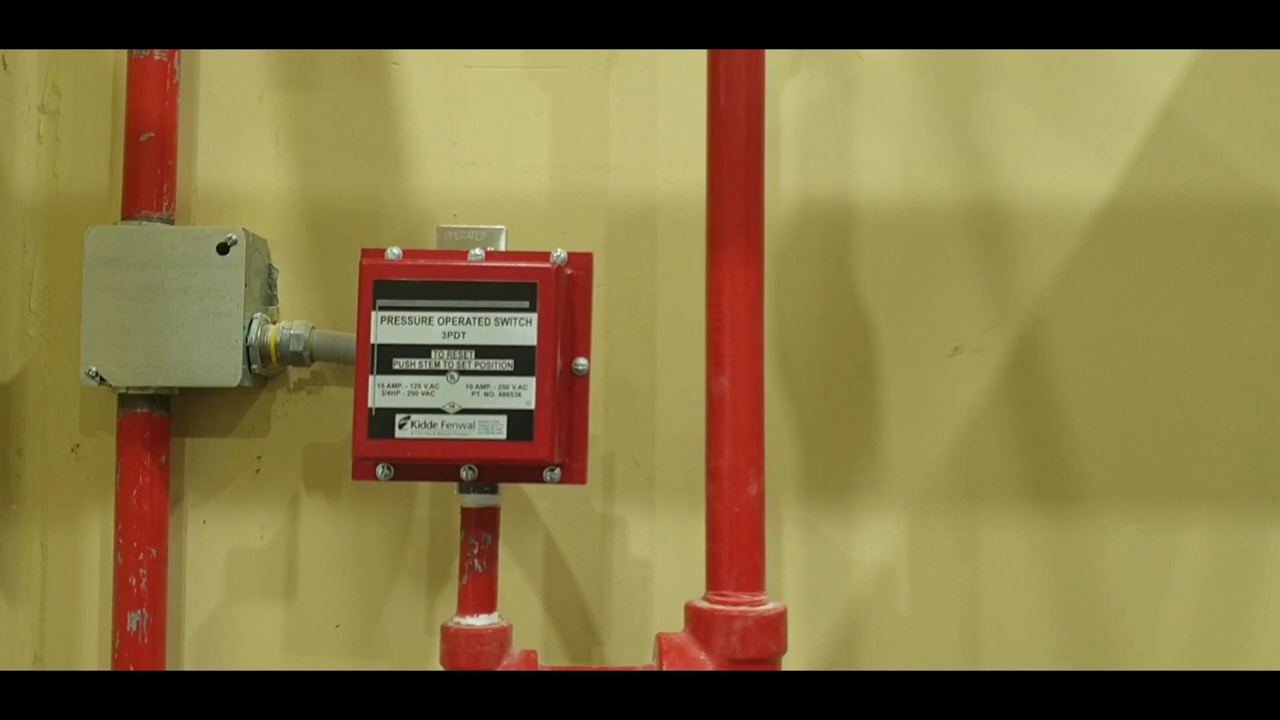 OPERATED
PRESSURE OPERATED SWITCH
3PDT
TO RESET
PUSH STEM TO SET POSITION
15 AMP. - 125 V.AC 10 AMP. - 250 V.AC
3/4HP - 250 VAC PT. NO. 486536
Kidde Fenwal